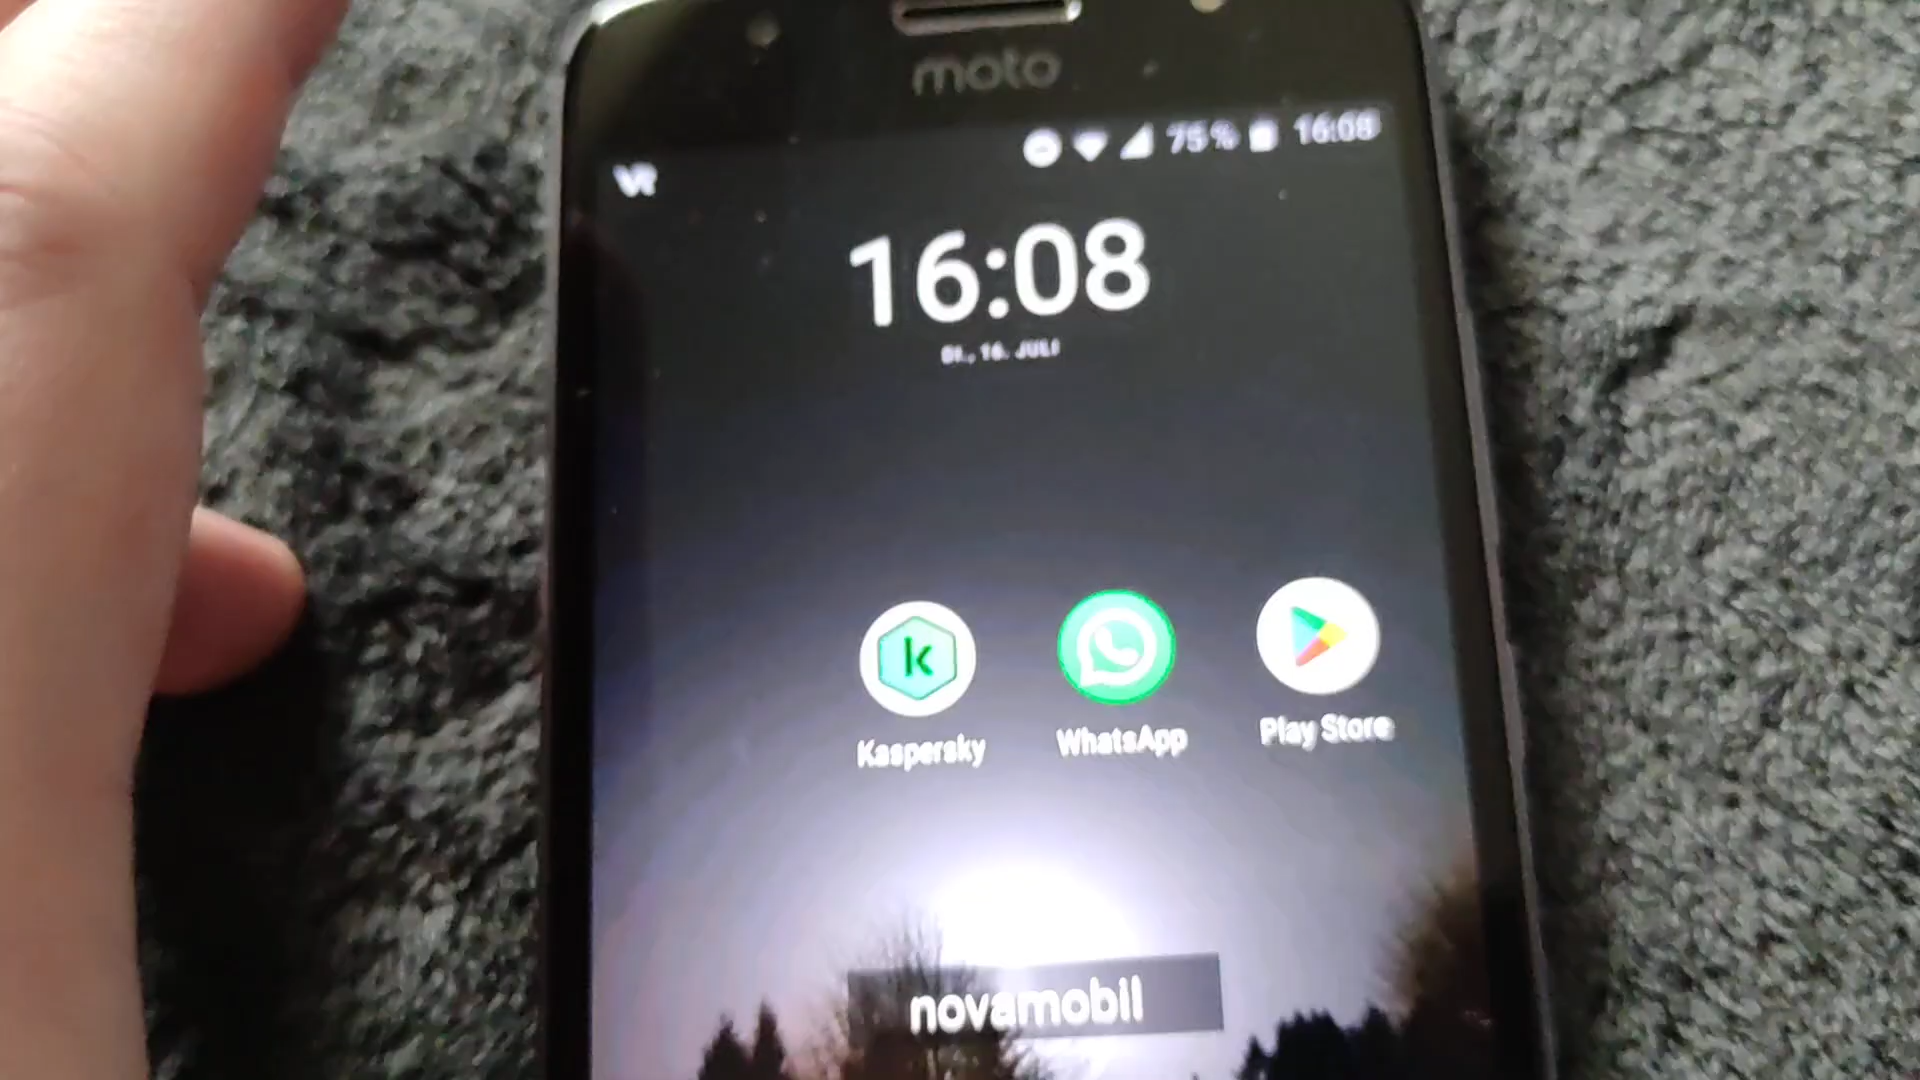 moto
75% 16:08
VR
16:08
DI., 16. JULI
k
Kaspersky WhatsApp Play Store
novamobil